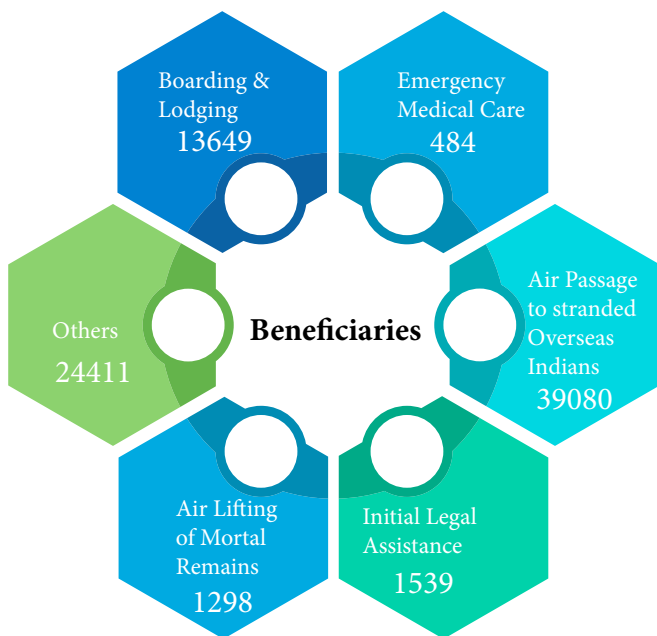 Boarding &
Lodging
13649
Emergency
Medical Care
484
Air Passage
to stranded
Overseas
Indians
39080
Others
24411
Beneficiaries
Air Lifting
of Mortal
Remains
1298
Initial Legal
Assistance
1539